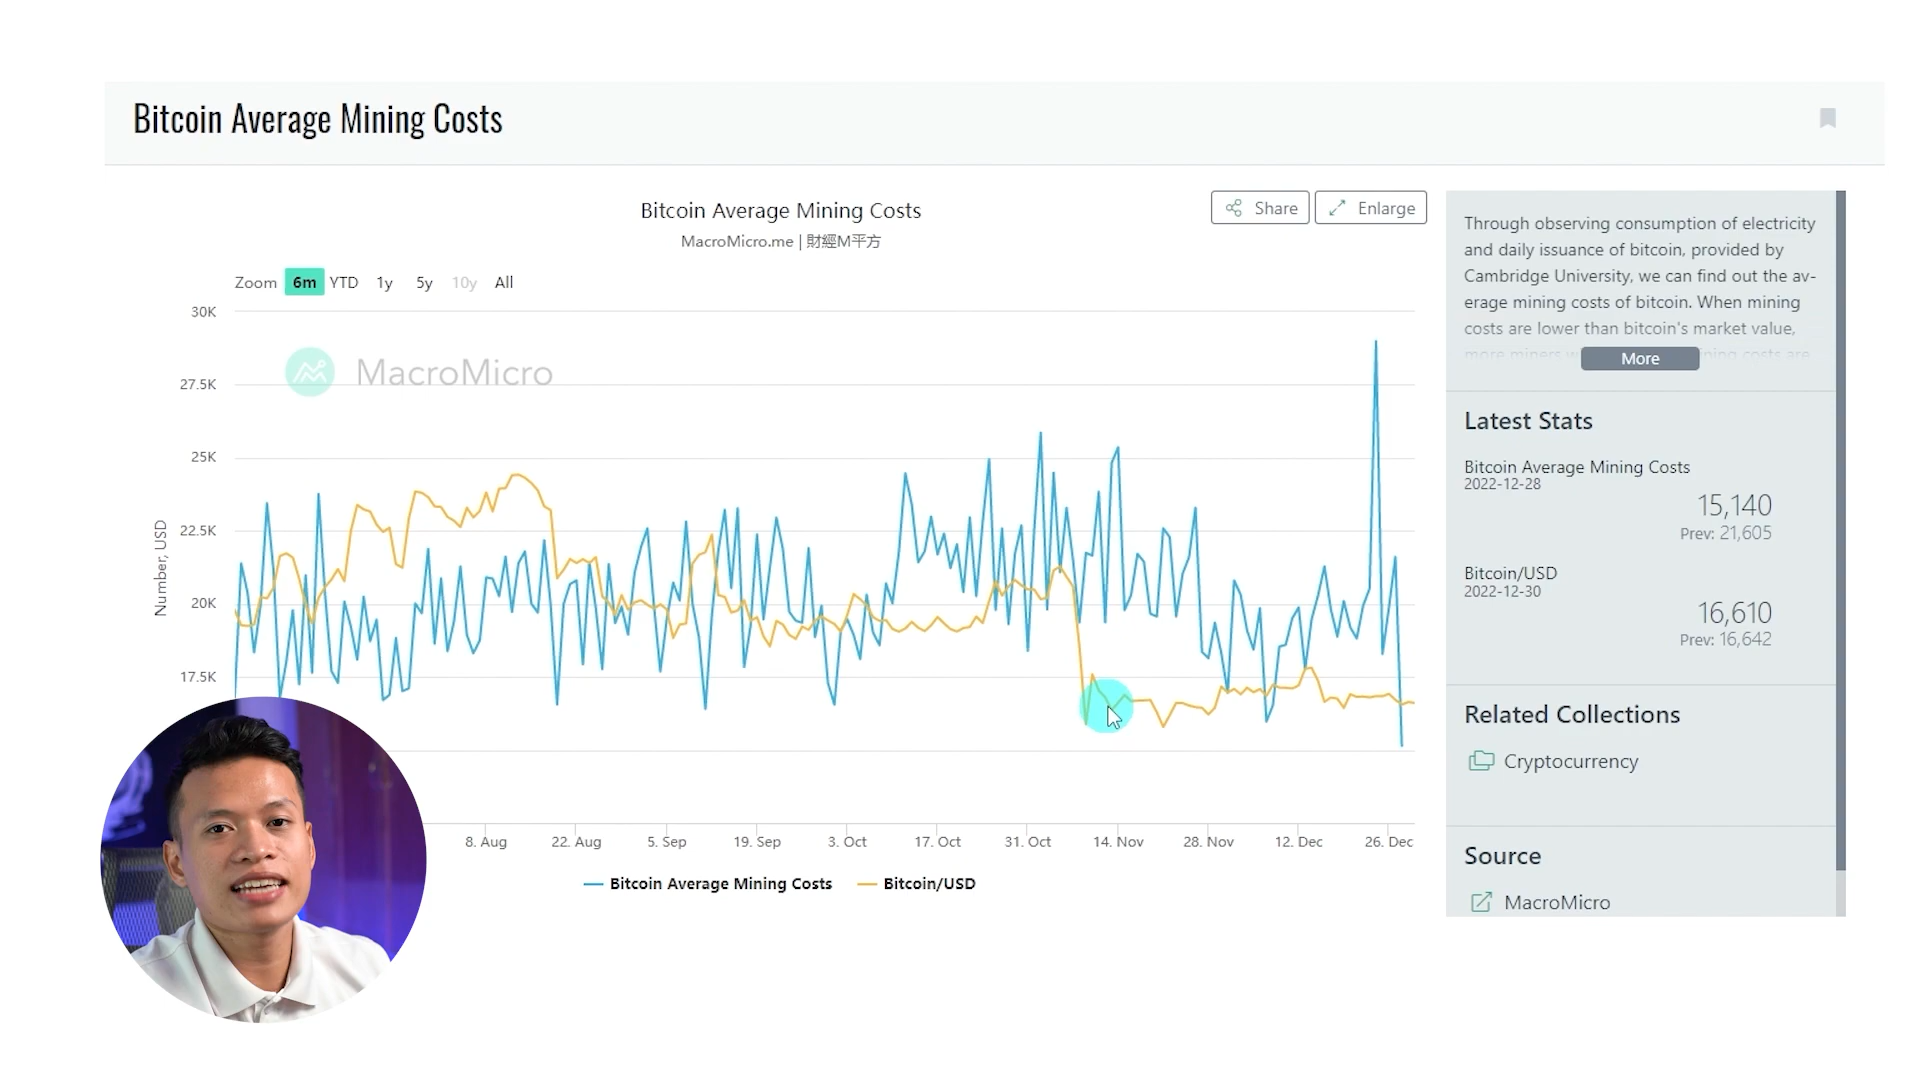 Bitcoin Average Mining Costs
Bitcoin Average Mining Costs
MacroMicro.me | 財經M平方
Share
Enlarge
Zoom 6m YTD 1y 5y 10y All
30K
27.5K
25K
22.5K
20K
17.5K
Number, USD
MacroMicro
8. Aug 22. Aug 5. Sep 19. Sep 3. Oct 17. Oct 31. Oct 14. Nov 28. Nov 12. Dec 26. Dec
Bitcoin Average Mining Costs Bitcoin/USD
Through observing consumption of electricity
and daily issuance of bitcoin, provided by
Cambridge University, we can find out the av-
erage mining costs of bitcoin. When mining
costs are lower than bitcoin's market value,
more miners
costs are
More
Latest Stats
Bitcoin Average Mining Costs
2022-12-28
15,140
Prev: 21,605
Bitcoin/USD
2022-12-30
16,610
Prev: 16,642
Related Collections
Cryptocurrency
Source
MacroMicro